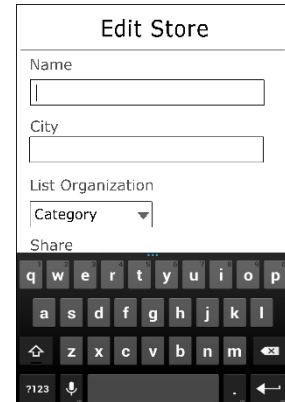 Edit Store
Name
City
List Organization
Category
Share
q w e r t y u i o p
a s d f g h j k l
z x c v b n m
?123 .